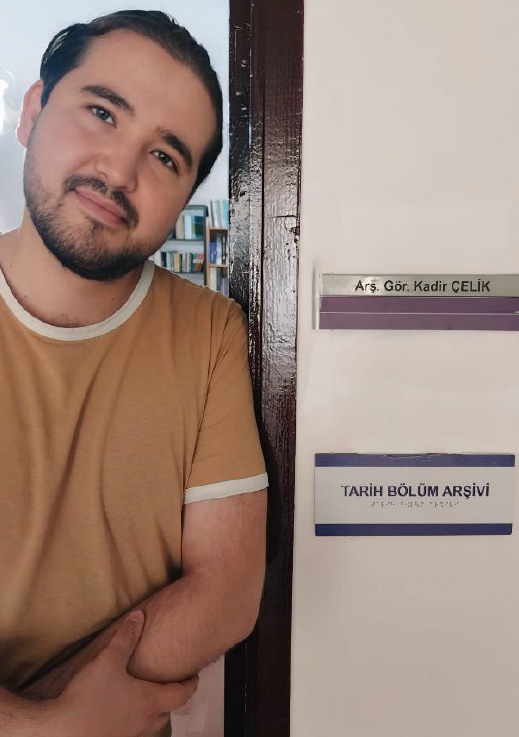 Arş. Gör. Kadir ÇELİK
TARİH BÖLÜM ARŞİVİ